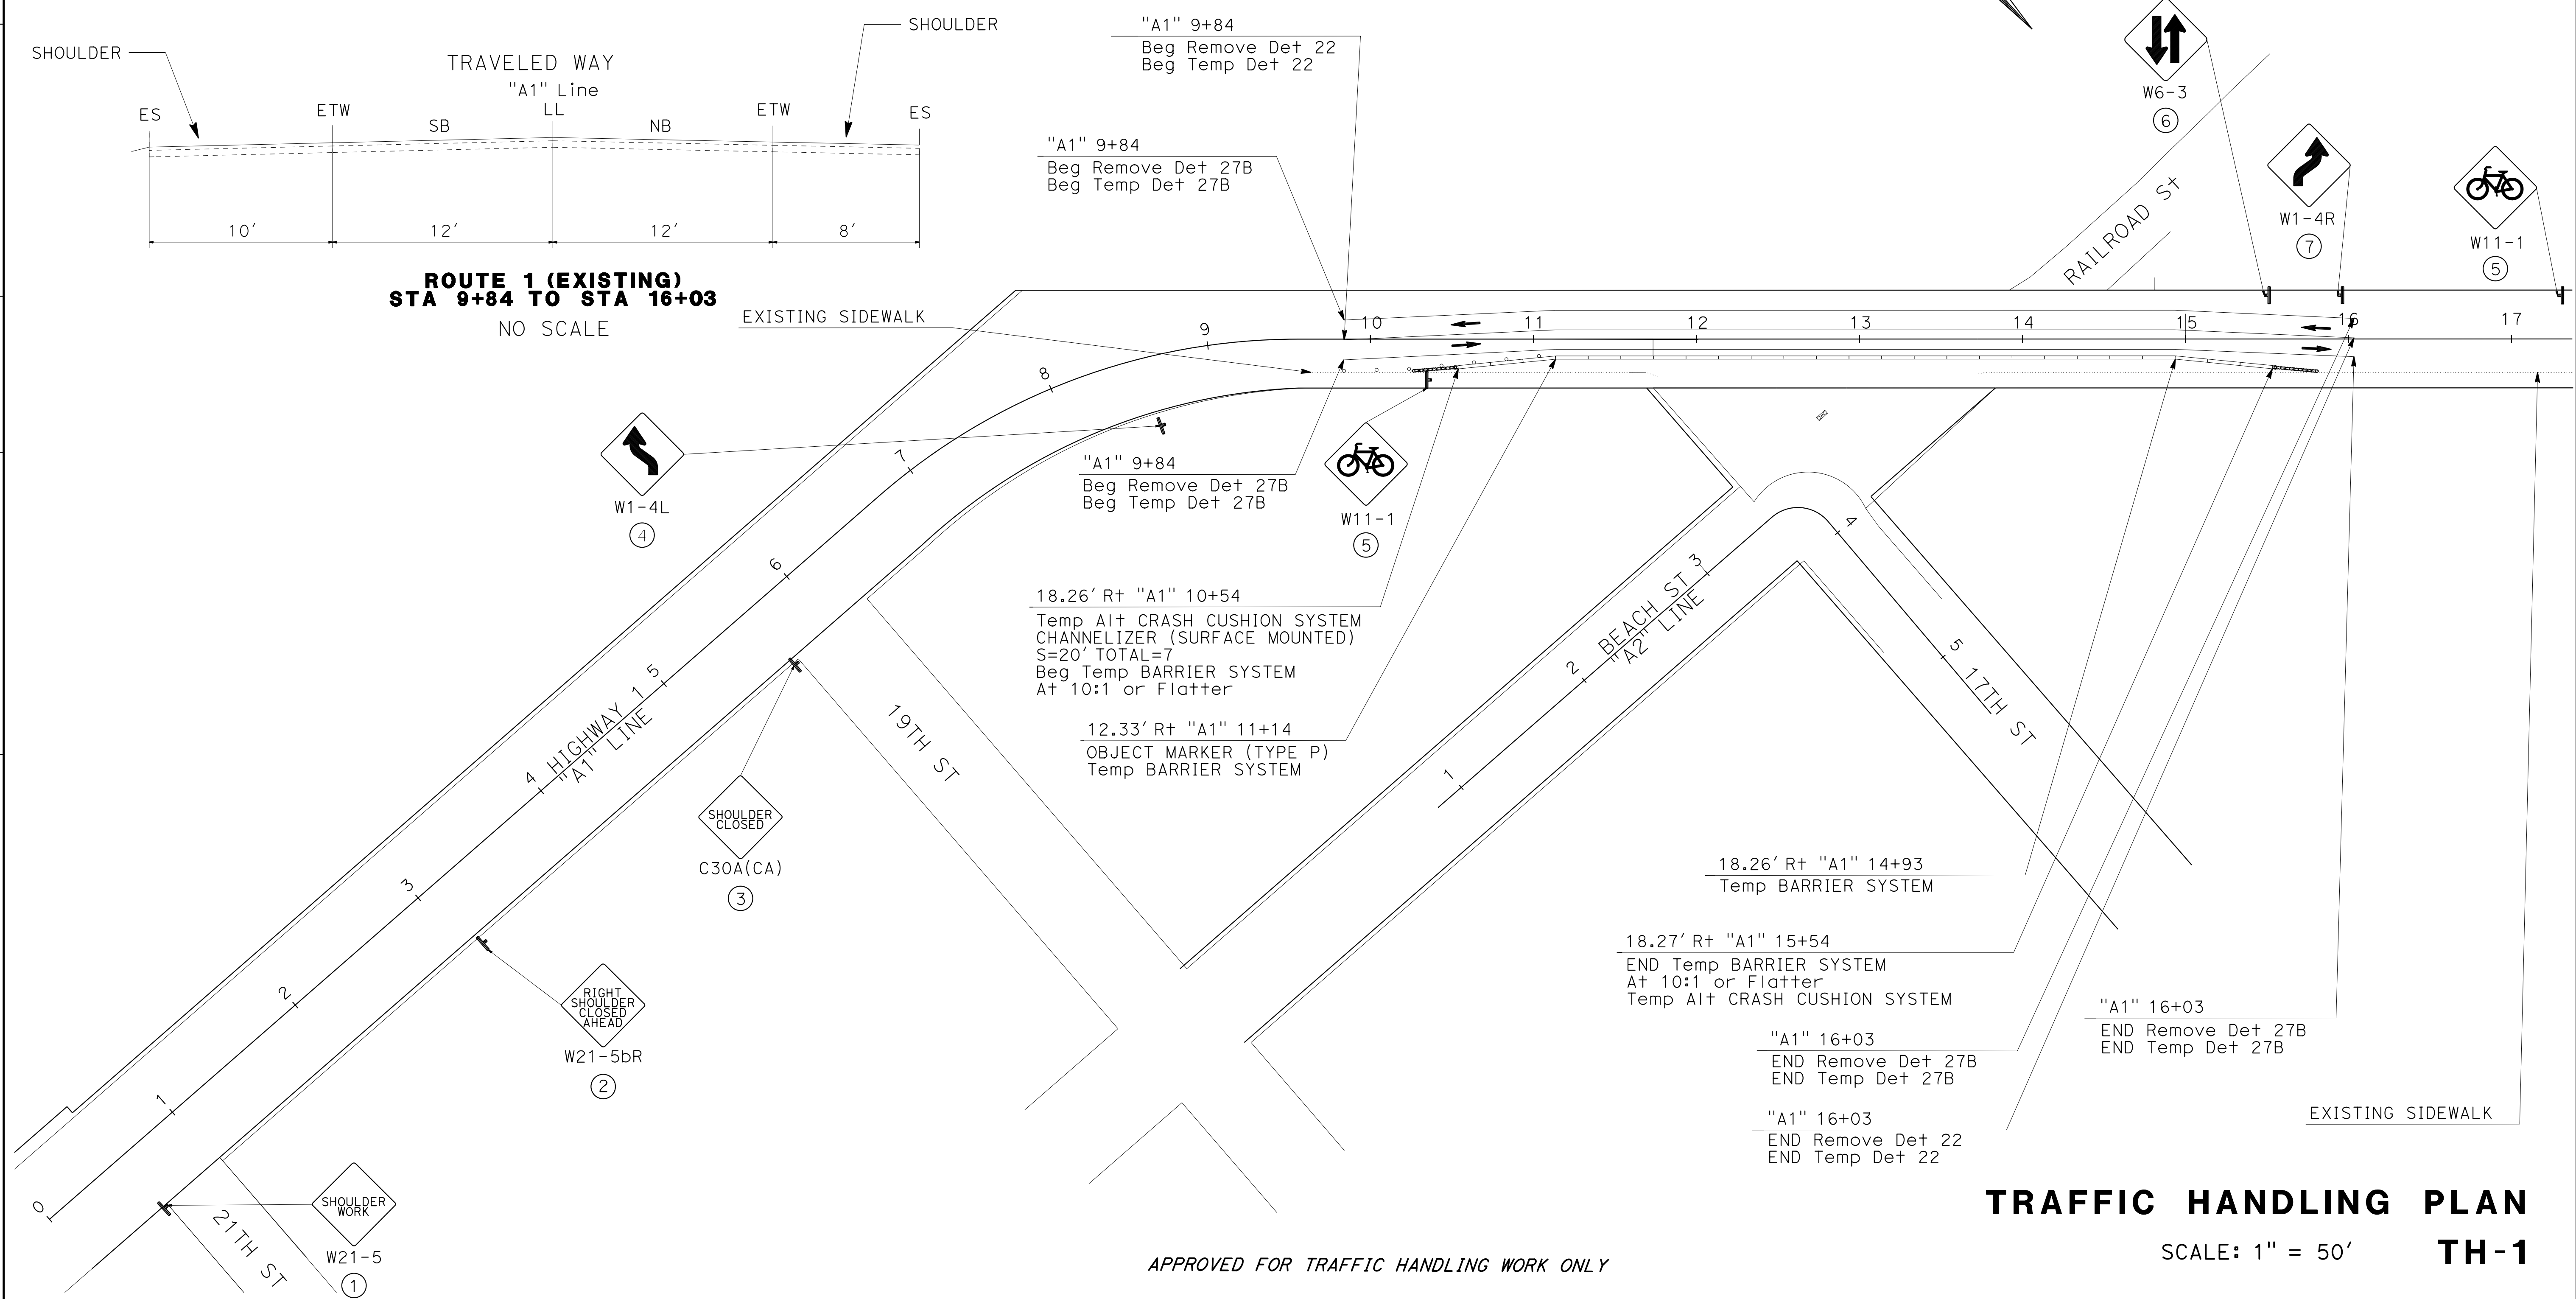 SHOULDER
SHOULDER
TRAVELED WAY
"A1" Line
ES
ETW
LL
ETW
ES
SB
NB
10'
12'
12'
8'
ROUTE 1 (EXISTING)
STA 9+84 TO STA 16+03
NO SCALE
"A1" 9+84
Beg Remove Det 22
Beg Temp Det 22
"A1" 9+84
Beg Remove Det 27B
Beg Temp Det 27B
W6-3
6
W1-4R
7
W11-1
5
RAILROAD St
EXISTING SIDEWALK
9
10
11
12
13
14
15
16
17
8
7
6
5
4
3
2
1
0
HIGHWAY 1
"A1" LINE
W1-4L
4
"A1" 9+84
Beg Remove Det 27B
Beg Temp Det 27B
W11-1
5
18.26' Rt "A1" 10+54
Temp Alt CRASH CUSHION SYSTEM
CHANNELIZER (SURFACE MOUNTED)
S=20' TOTAL=7
Beg Temp BARRIER SYSTEM
At 10:1 or Flatter
12.33' Rt "A1" 11+14
OBJECT MARKER (TYPE P)
Temp BARRIER SYSTEM
19TH ST
1
2
3
4
5
BEACH ST
"A2" LINE
17TH ST
SHOULDER
CLOSED
C30A(CA)
3
RIGHT
SHOULDER
CLOSED
AHEAD
W21-5bR
2
SHOULDER
WORK
W21-5
1
21TH ST
18.26' Rt "A1" 14+93
Temp BARRIER SYSTEM
18.27' Rt "A1" 15+54
END Temp BARRIER SYSTEM
At 10:1 or Flatter
Temp Alt CRASH CUSHION SYSTEM
"A1" 16+03
END Remove Det 27B
END Temp Det 27B
"A1" 16+03
END Remove Det 27B
END Temp Det 27B
"A1" 16+03
END Remove Det 22
END Temp Det 22
EXISTING SIDEWALK
TRAFFIC HANDLING PLAN
SCALE: 1" = 50'
TH-1
APPROVED FOR TRAFFIC HANDLING WORK ONLY